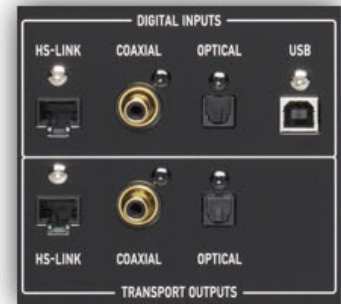 DIGITAL INPUTS
HS-LINK COAXIAL OPTICAL USB
HS-LINK COAXIAL OPTICAL
TRANSPORT OUTPUTS